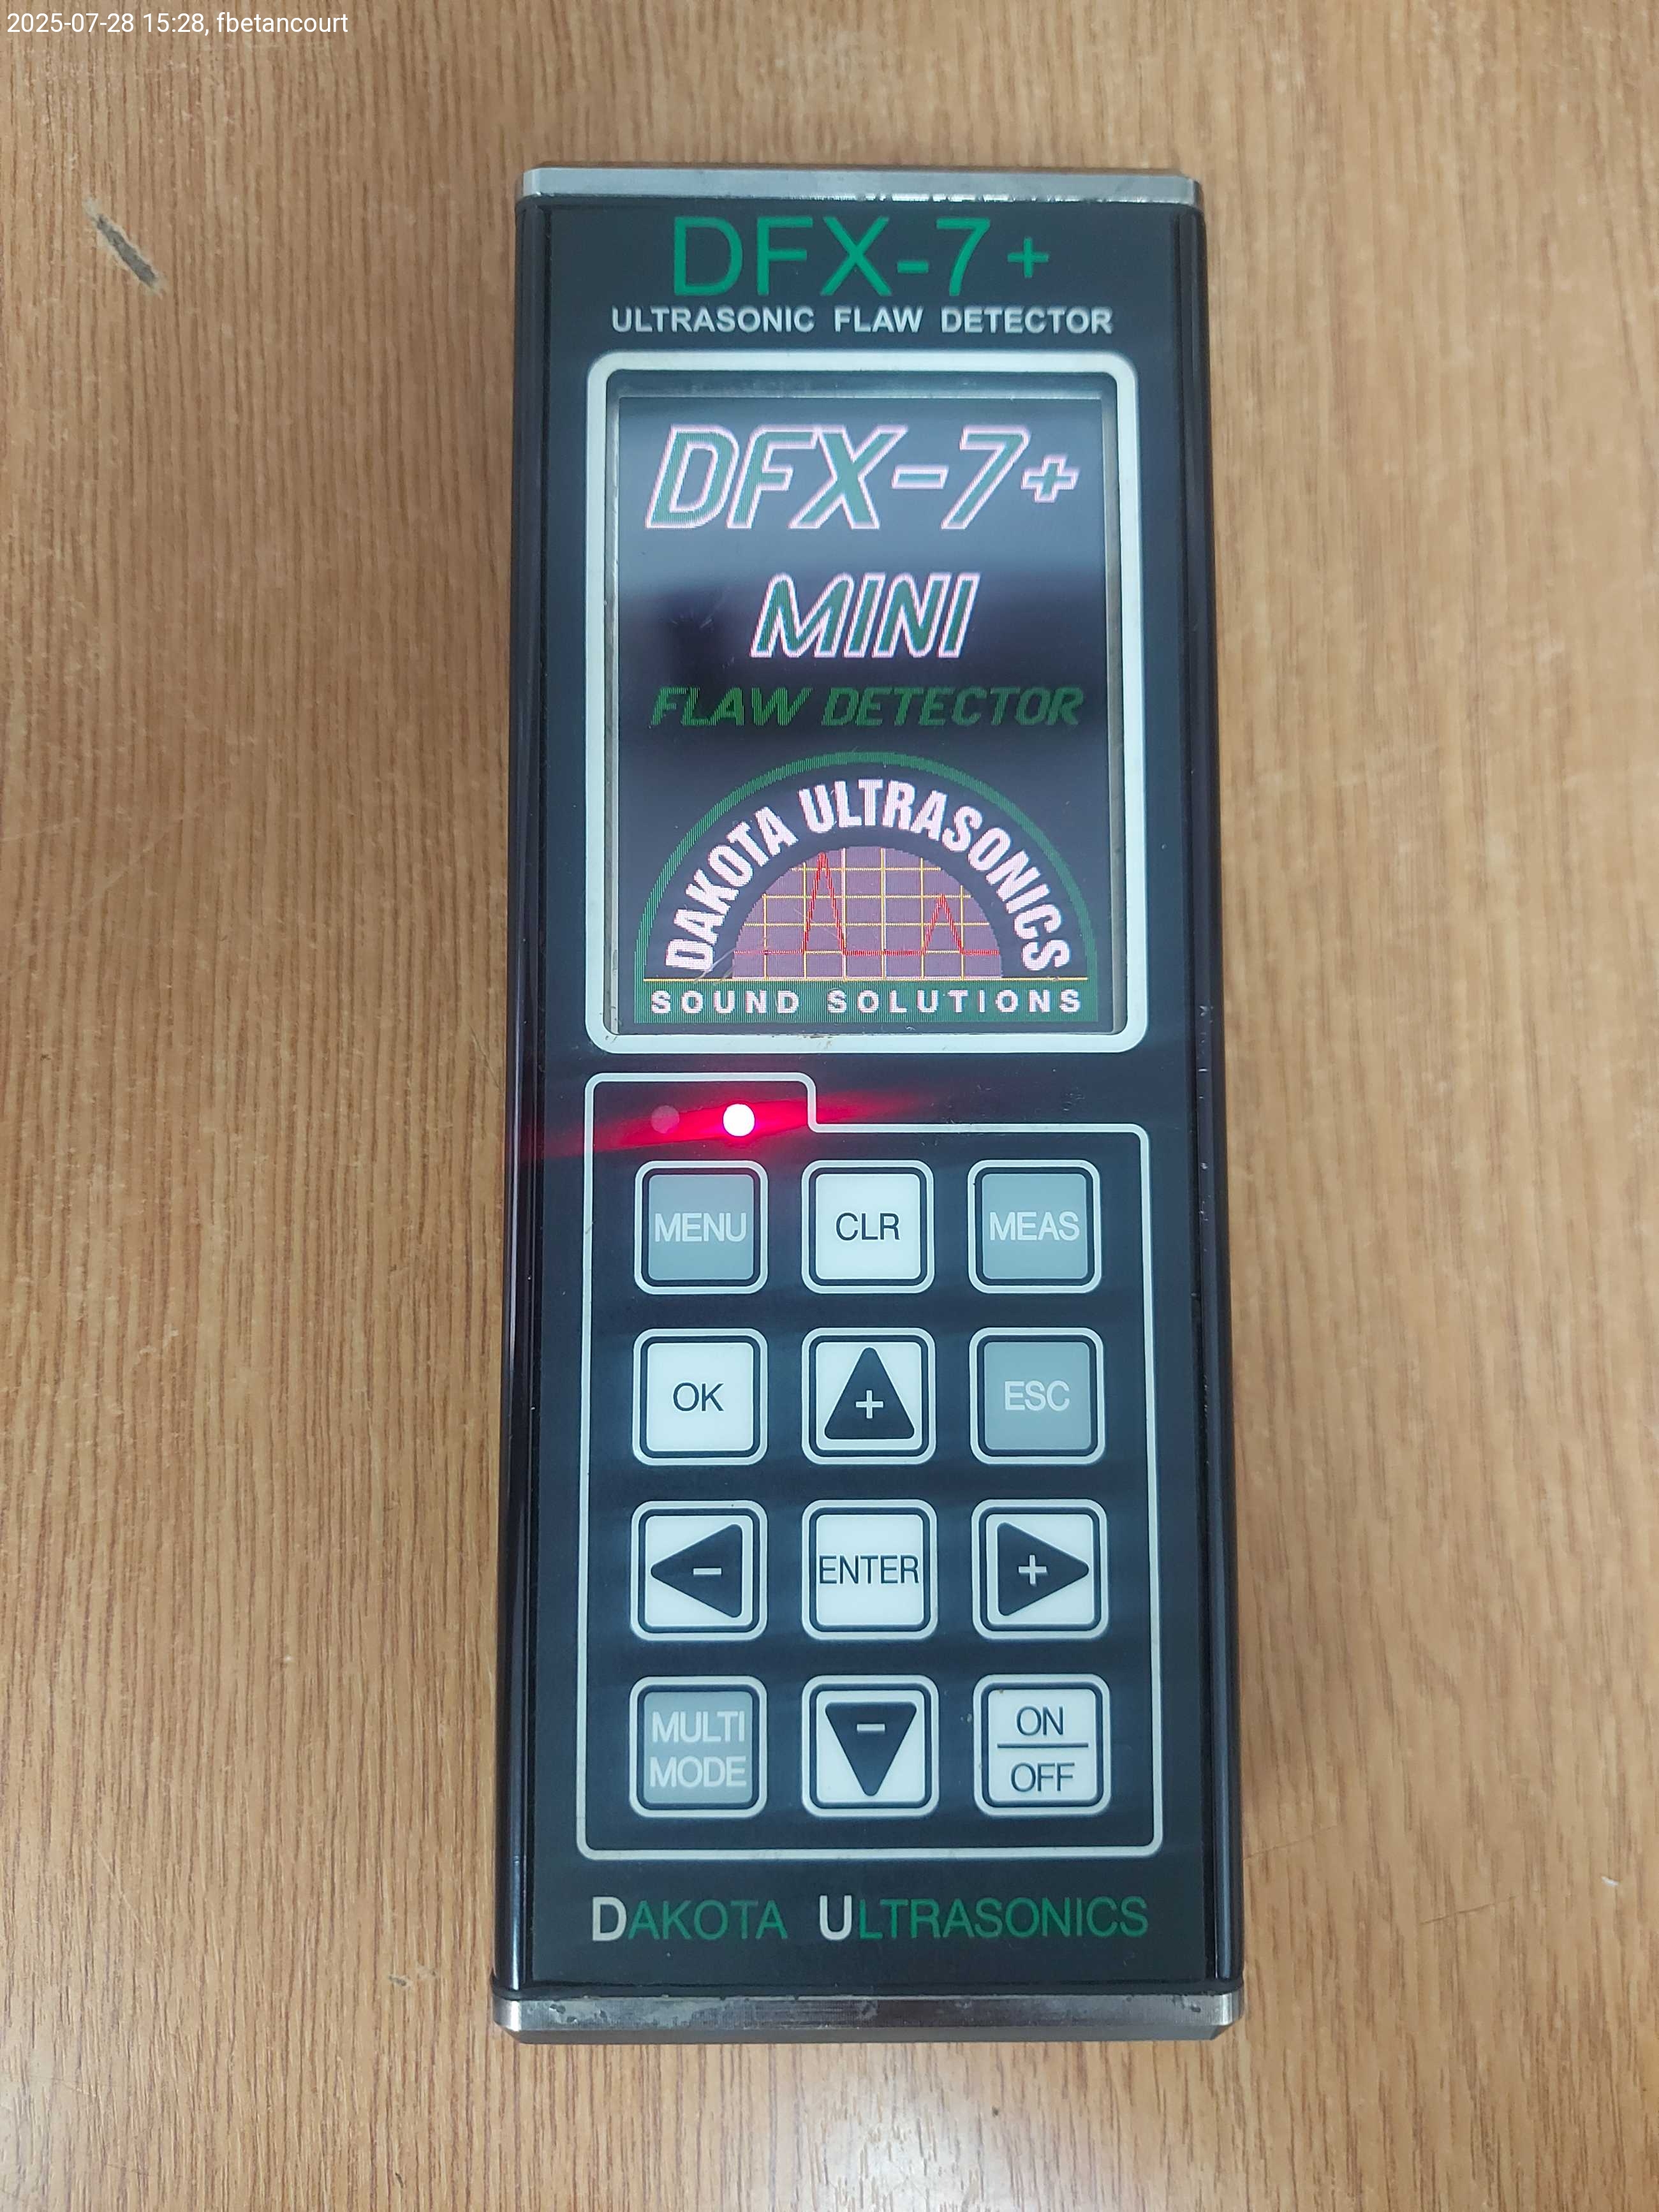 2025-07-28 15:28, fbetancourt
DFX-7+
ULTRASONIC FLAW DETECTOR
DFX-7+
MINI
FLAW DETECTOR
DAKOTA ULTRASONICS
SOUND SOLUTIONS
MENU CLR MEAS
OK + ESC
- ENTER +
MULTI
MODE
-
ON
OFF
DAKOTA ULTRASONICS